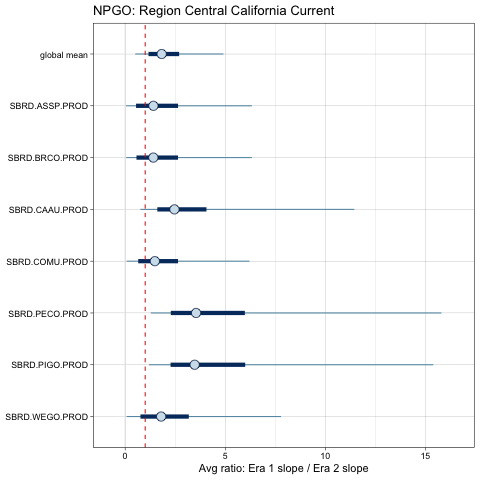 NPGO: Region Central California Current
global mean
SBRD.ASSP.PROD
SBRD.BRCO.PROD
SBRD.CAAU.PROD
SBRD.COMU.PROD
SBRD.PECO.PROD
SBRD.PIGO.PROD
SBRD.WEGO.PROD
0 5 10 15
Avg ratio: Era 1 slope / Era 2 slope